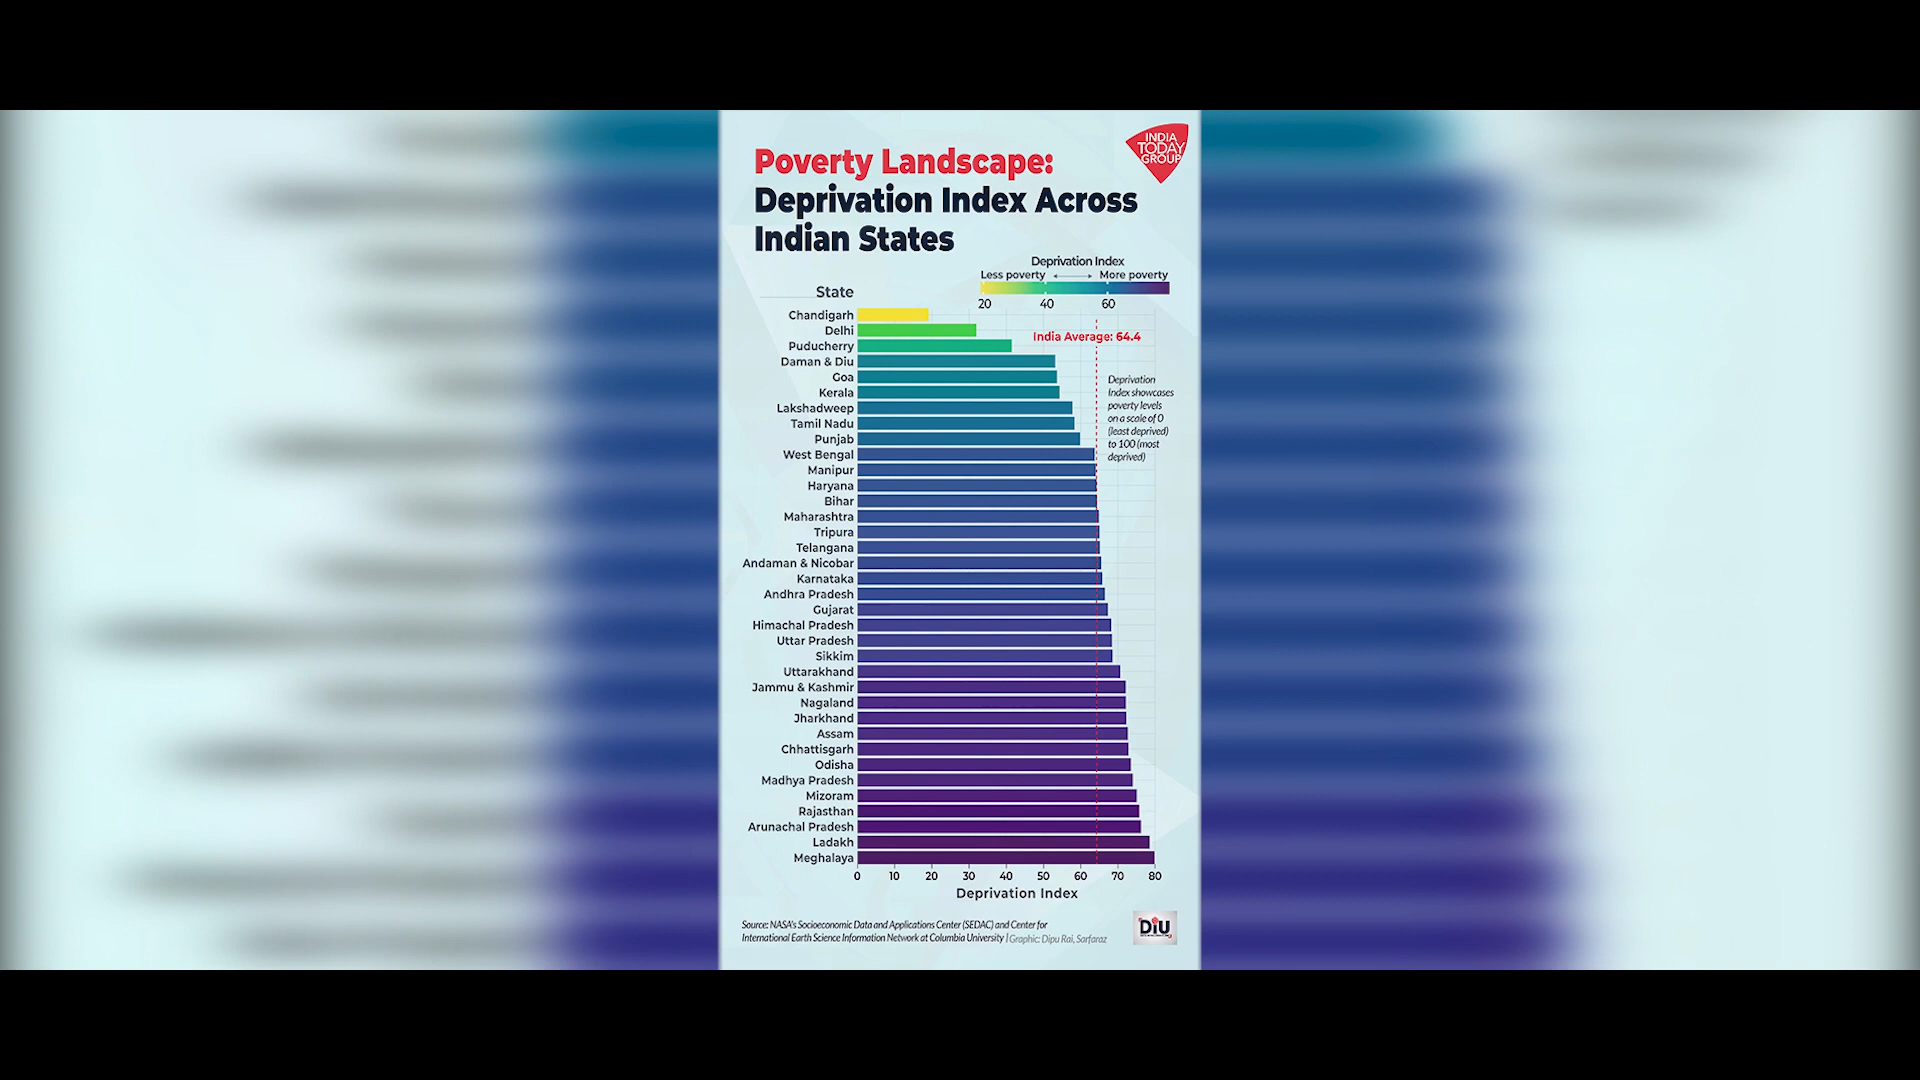 INDIA
TODAY
GROUP
Poverty Landscape:
Deprivation Index Across
Indian States
Deprivation Index
Less poverty More poverty
20 40 60
State
India Average: 64.4
Deprivation
Index showcases
poverty levels
on a scale of 0
(least deprived)
to 100 (most
deprived)
Chandigarh
Delhi
Puducherry
Daman & Diu
Goa
Kerala
Lakshadweep
Tamil Nadu
Punjab
West Bengal
Manipur
Haryana
Bihar
Maharashtra
Tripura
Telangana
Andaman & Nicobar
Karnataka
Andhra Pradesh
Gujarat
Himachal Pradesh
Uttar Pradesh
Sikkim
Uttarakhand
Jammu & Kashmir
Nagaland
Jharkhand
Assam
Chhattisgarh
Odisha
Madhya Pradesh
Mizoram
Rajasthan
Arunachal Pradesh
Ladakh
Meghalaya
0 10 20 30 40 50 60 70 80
Deprivation Index
Source: NASA's Socioeconomic Data and Applications Center (SEDAC) and Center for
International Earth Science Information Network at Columbia University | Graphic: Dipu Rai, Sarfaraz
DiU